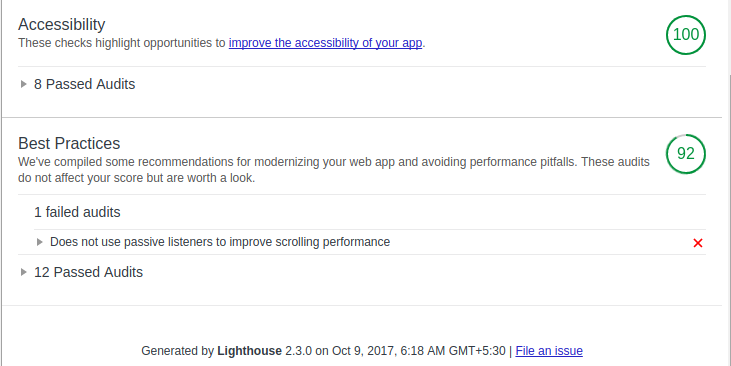 Accessibility
100
These checks highlight opportunities to improve the accessibility of your app.
8 Passed Audits
Best Practices
92
We've compiled some recommendations for modernizing your web app and avoiding performance pitfalls. These audits
do not affect your score but are worth a look.
1 failed audits
Does not use passive listeners to improve scrolling performance
12 Passed Audits
Generated by Lighthouse 2.3.0 on Oct 9, 2017, 6:18 AM GMT+5:30 | File an issue